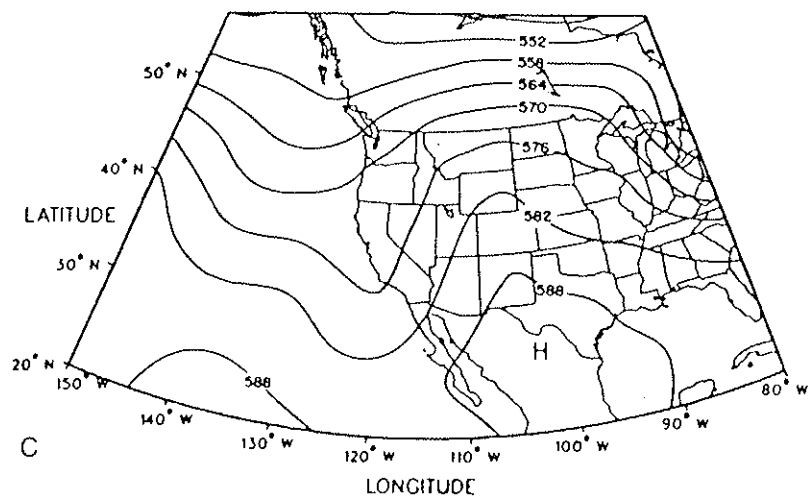 552
558
50° N
564
570
576
40° N
LATITUDE
582
30° N
588
H
20° N
150° W
588
80° W
140° W
90° W
C
130° W
120° W
110° W
100° W
LONGITUDE